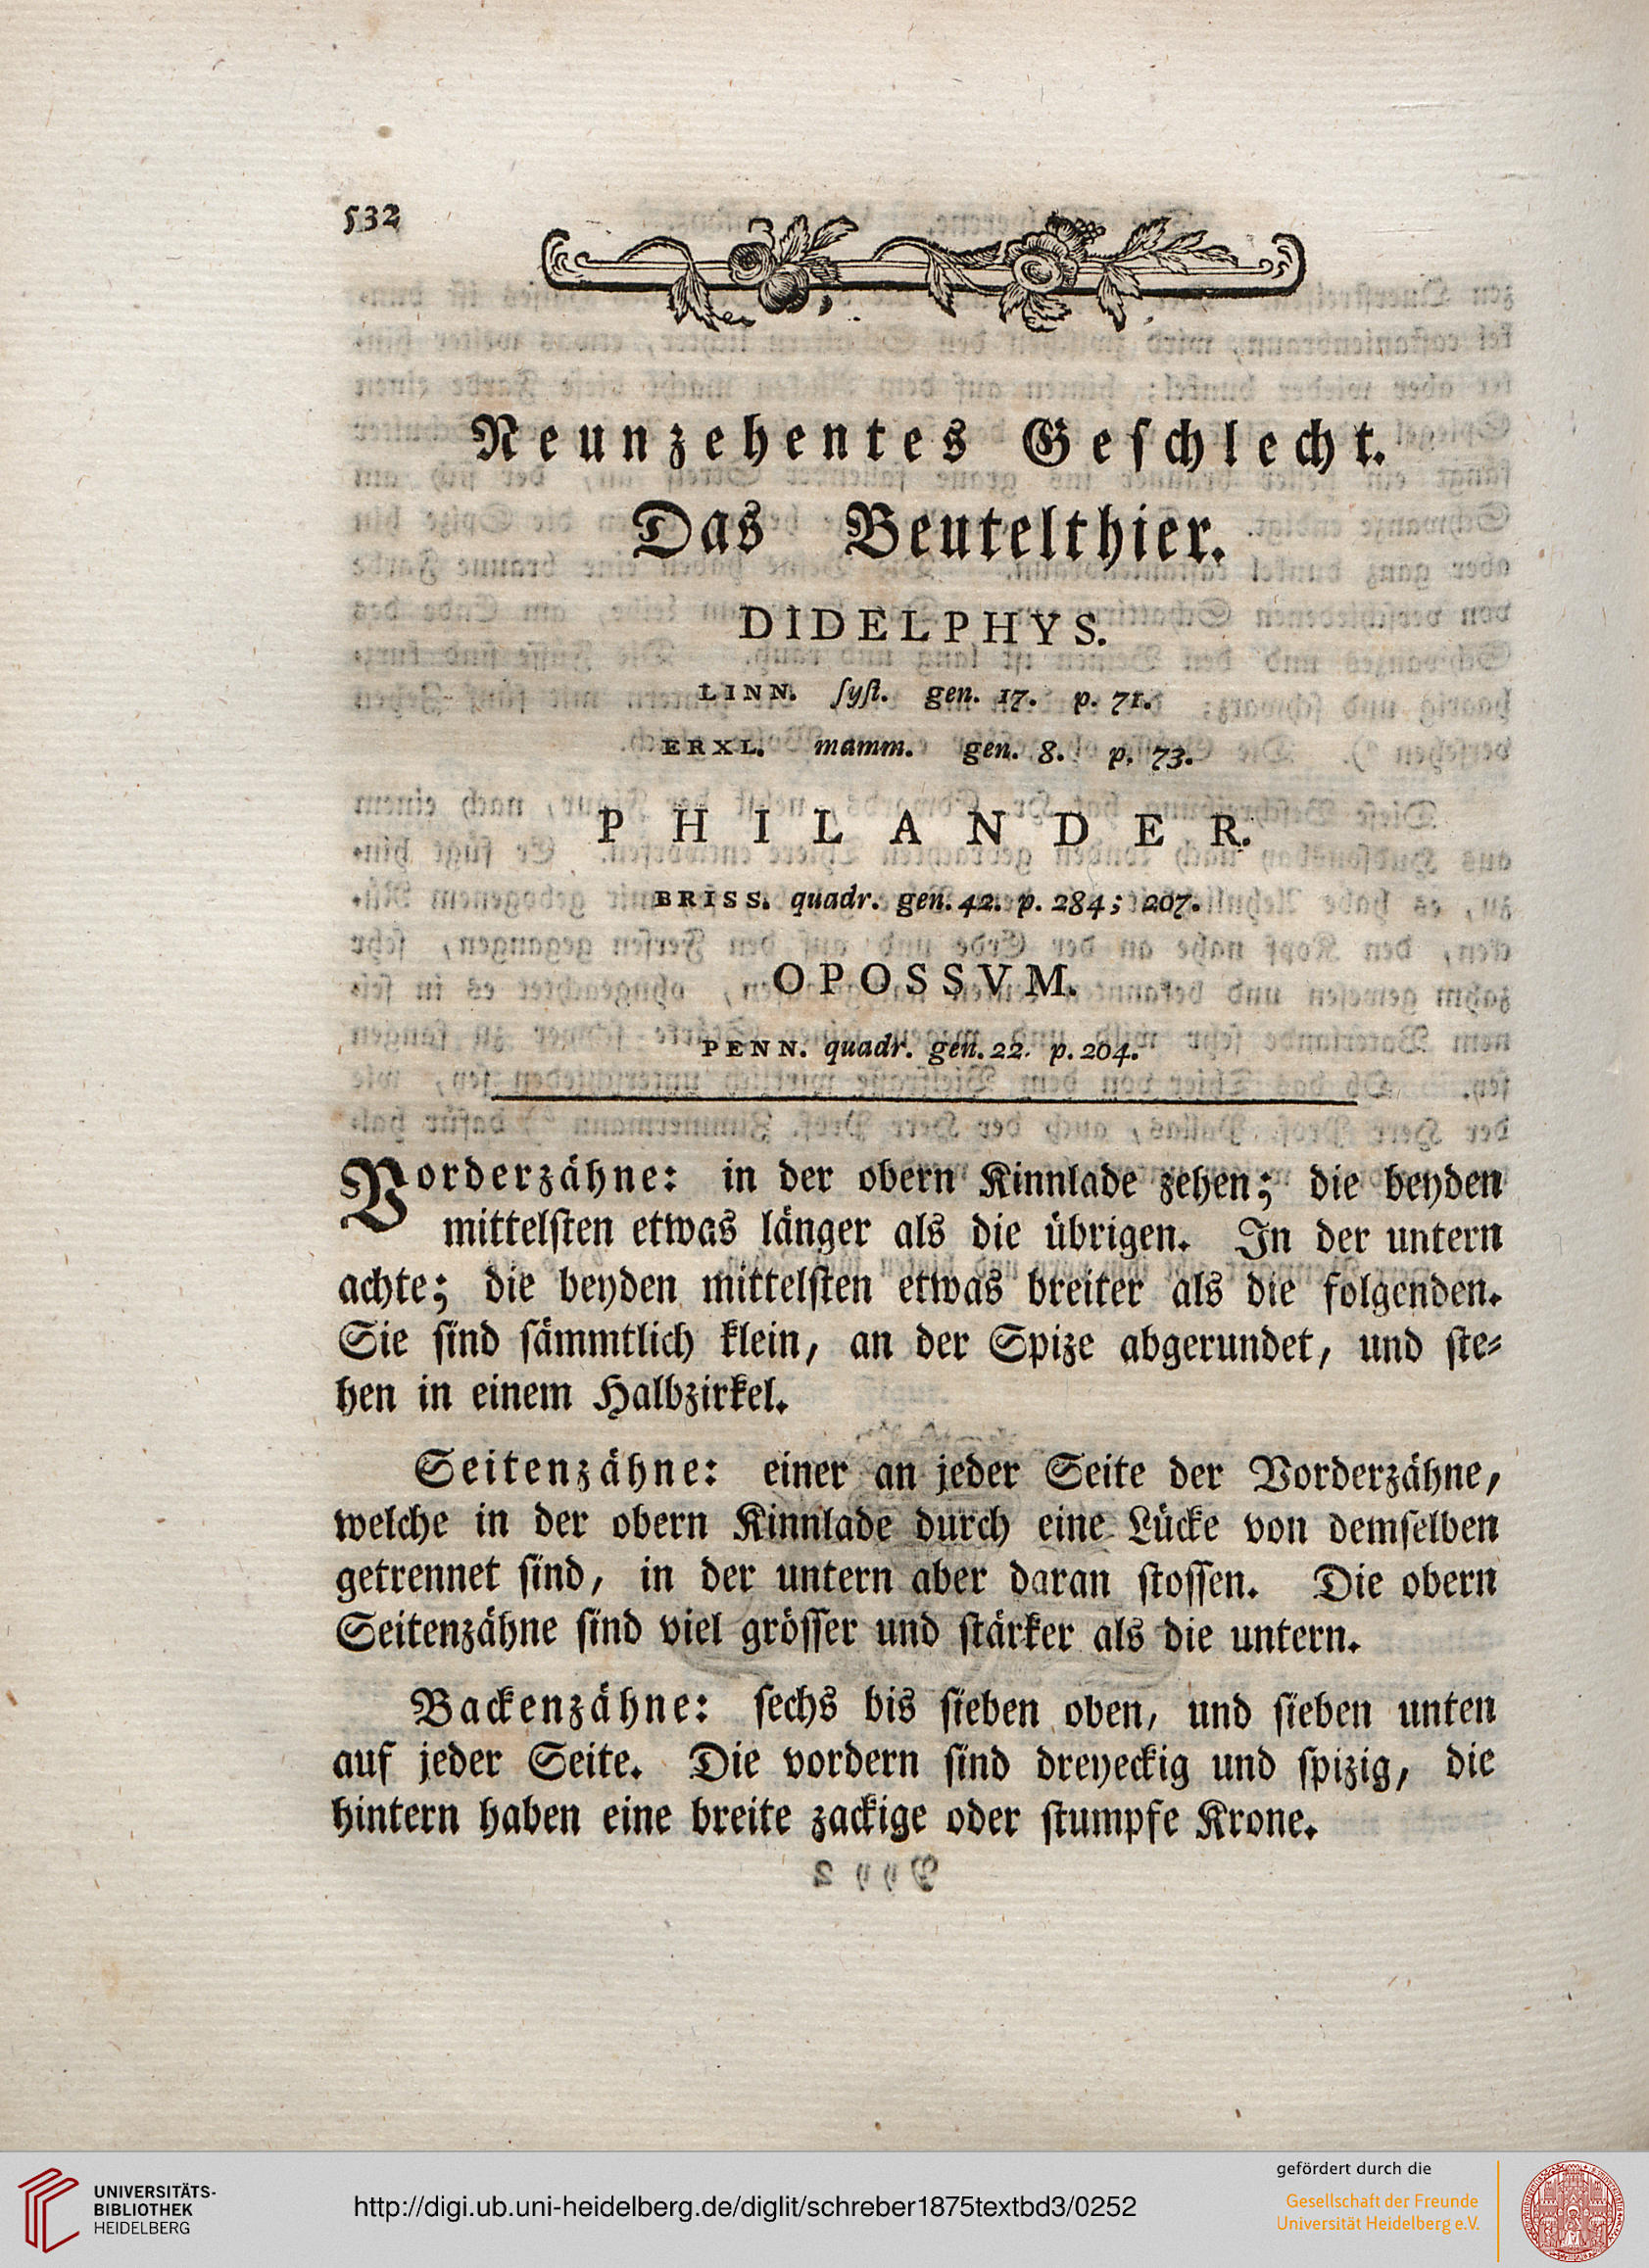 532
Neunzehentes Geschlecht.
Das Beutelthier.
DIDELPHYS.
LINN. ſyſt. gen. 17. p. 71.
ERXL. mamm. gen. 8. p. 73.
PHILANDER.
BRISS. quadr. gen. 42. p. 284; 207.
OPOSSVM.
PENN. quadr. gen. 22. p. 204.
Vorderzähne: in der obern Kinnlade zehen; die beyden
mittelſten etwas länger als die übrigen. In der untern
achte; die beyden mittelſten etwas breiter als die folgenden.
Sie ſind ſämmtlich klein, an der Spize abgerundet, und ſte⸗
hen in einem Halbzirkel.
Seitenzähne: einer an jeder Seite der Vorderzähne,
welche in der obern Kinnlade durch eine Lücke von demſelben
getrennet ſind, in der untern aber daran ſtoſſen. Die obern
Seitenzähne ſind viel gröſſer und ſtärker als die untern.
Backenzähne: ſechs bis ſieben oben, und ſieben unten
auf jeder Seite. Die vordern ſind dreyeckig und ſpizig, die
hintern haben eine breite zackige oder ſtumpfe Krone.
UNIVERSITÄTS-
BIBLIOTHEK
HEIDELBERG
http://digi.ub.uni-heidelberg.de/diglit/schreber1875textbd3/0252
gefördert durch die
Gesellschaft der Freunde
Universität Heidelberg e.V.